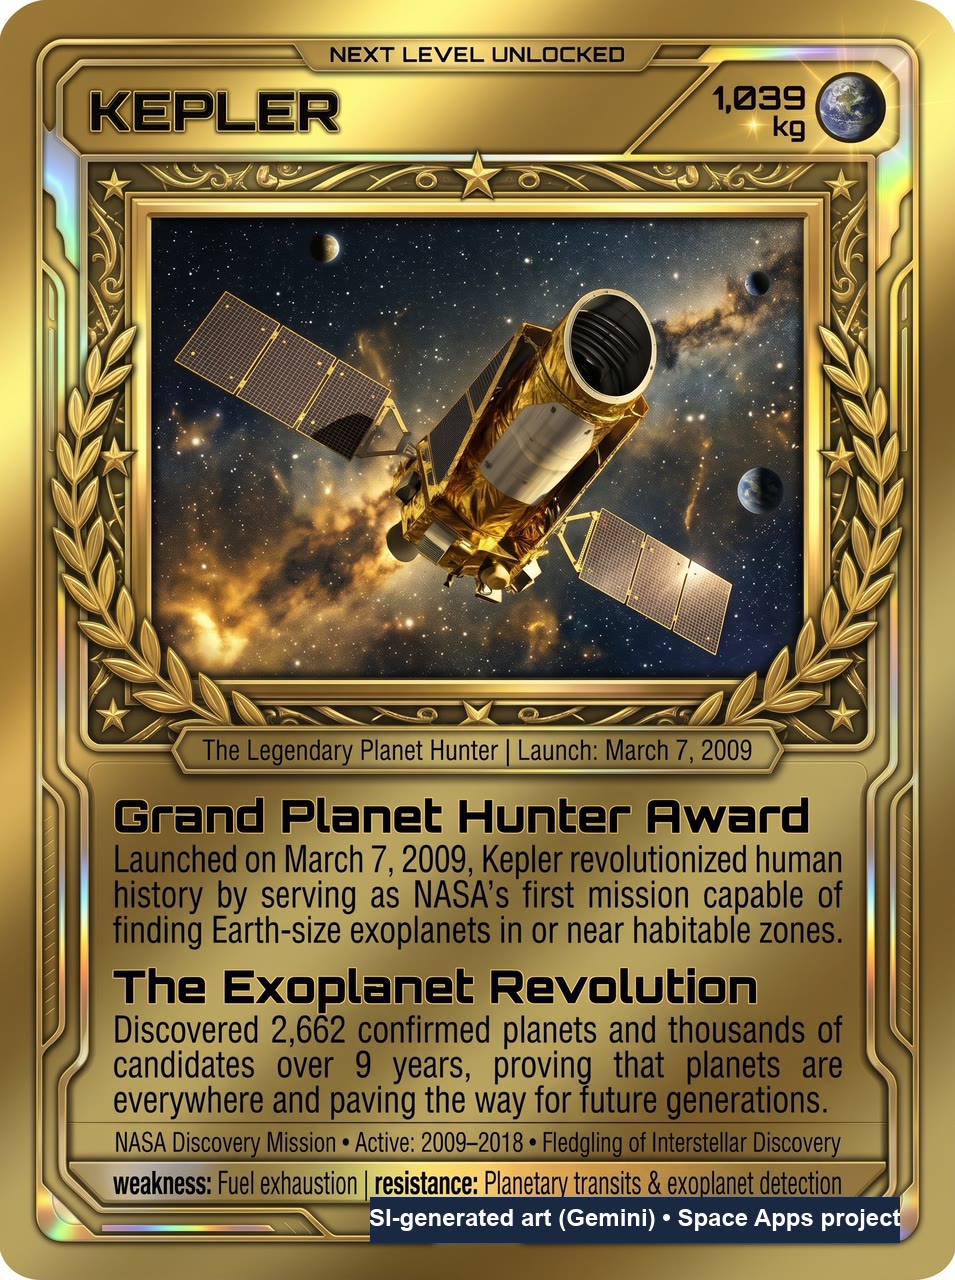 NEXT LEVEL UNLOCKED
KEPLER
1,039
kg
The Legendary Planet Hunter | Launch: March 7, 2009
Grand Planet Hunter Award
Launched on March 7, 2009, Kepler revolutionized human
history by serving as NASA's first mission capable of
finding Earth-size exoplanets in or near habitable zones.
The Exoplanet Revolution
Discovered 2,662 confirmed planets and thousands of
candidates over 9 years, proving that planets are
everywhere and paving the way for future generations.
NASA Discovery Mission • Active: 2009–2018 • Fledgling of Interstellar Discovery
weakness: Fuel exhaustion | resistance: Planetary transits & exoplanet detection
SI-generated art (Gemini) • Space Apps project